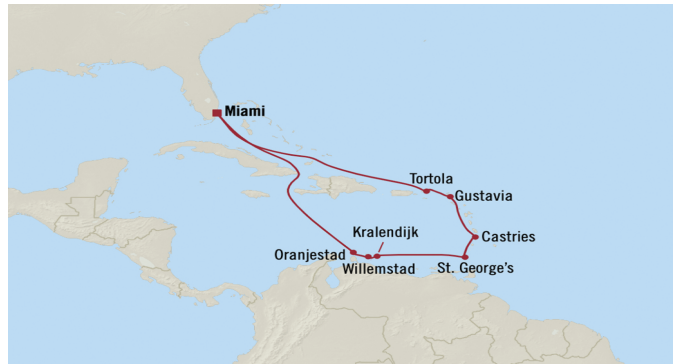 Miami
Tortola
Gustavia
Kralendijk
Castries
Oranjestad
Willemstad
St. George's